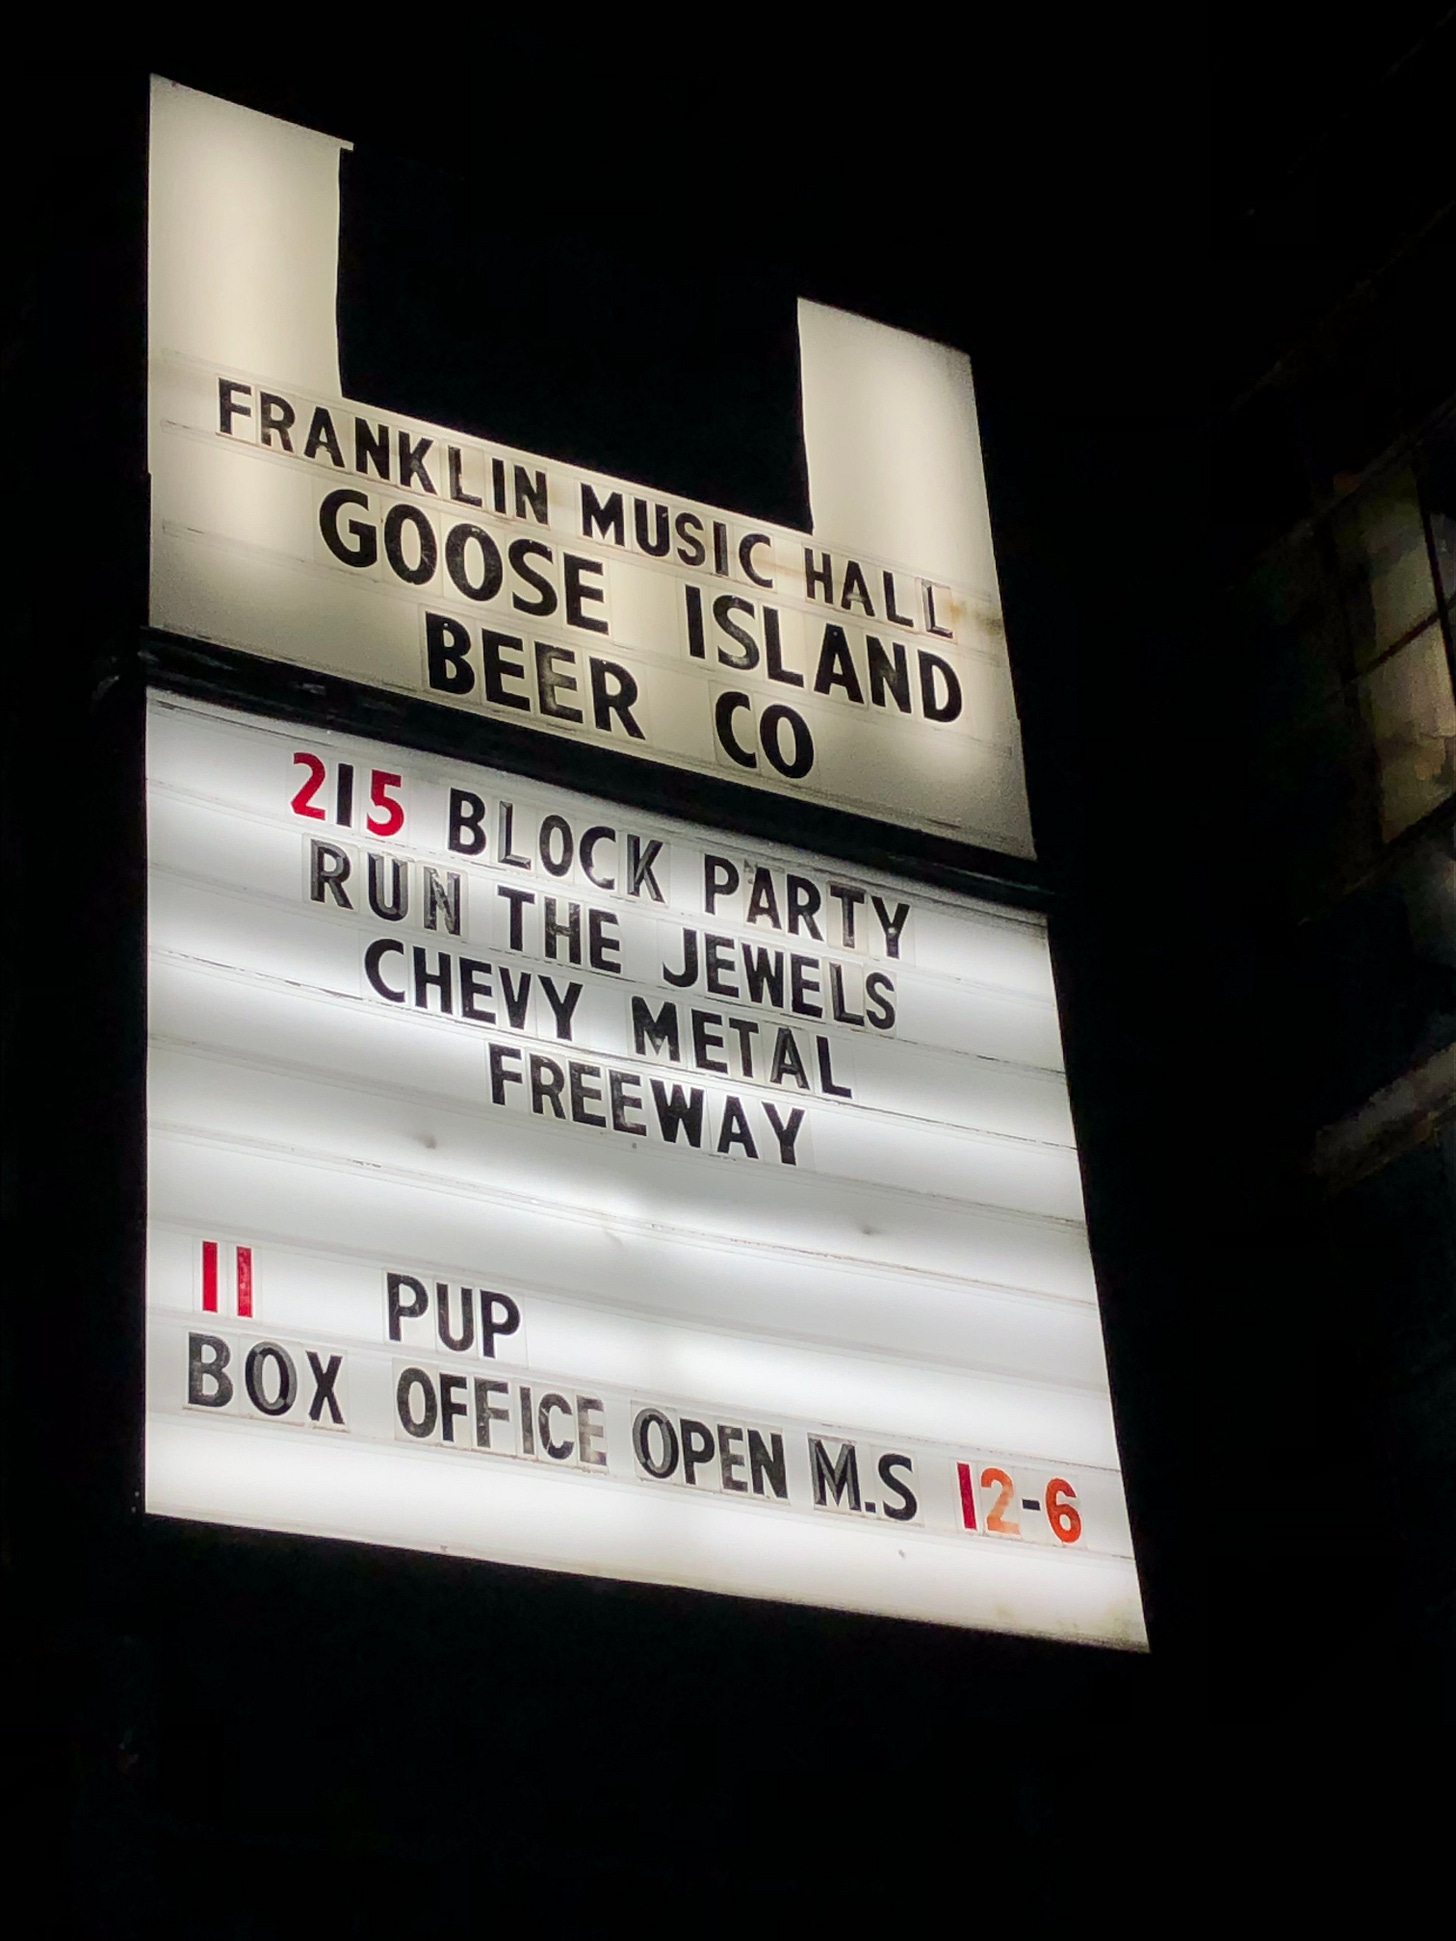 FRANKLIN MUSIC HALL
GOOSE ISLAND
BEER CO
215 BLOCK PARTY
RUN THE JEWELS
CHEVY METAL
FREEWAY
11 PUP
BOX OFFICE OPEN M.S 12-6